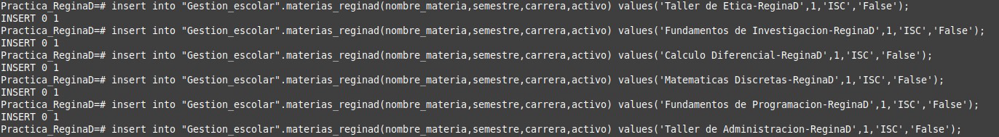 Practica_ReginaD=# insert into "Gestion_escolar".materias_reginad(nombre_materia,semestre,carrera,activo) values('Taller de Etica-ReginaD',1,'ISC','False');
INSERT 0 1
Practica_ReginaD=# insert into "Gestion_escolar".materias_reginad(nombre_materia,semestre,carrera,activo) values('Fundamentos de Investigacion-ReginaD',1,'ISC','False');
INSERT 0 1
Practica_ReginaD=# insert into "Gestion_escolar".materias_reginad(nombre_materia,semestre,carrera,activo) values('Calculo Diferencial-ReginaD',1,'ISC','False');
INSERT 0 1
Practica_ReginaD=# insert into "Gestion_escolar".materias_reginad(nombre_materia,semestre,carrera,activo) values('Matematicas Discretas-ReginaD',1,'ISC','False');
INSERT 0 1
Practica_ReginaD=# insert into "Gestion_escolar".materias_reginad(nombre_materia,semestre,carrera,activo) values('Fundamentos de Programacion-ReginaD',1,'ISC','False');
INSERT 0 1
Practica_ReginaD=# insert into "Gestion_escolar".materias_reginad(nombre_materia,semestre,carrera,activo) values('Taller de Administracion-ReginaD',1,'ISC','False');